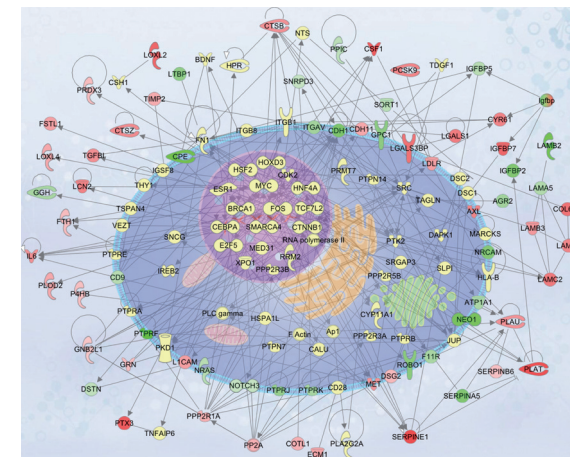 CTSB
NTS
LOXL2
BDNF
HPR
PPIC
CSF1
PCSK9
TDGF1
IGFBP5
PRDX3
CSH1
LTBP1
SNRPD3
SORT1
Igfbp
TIMP2
FN1
ITGB8
ITGB1
ITGAV
CDH1
CDH11
GPC1
CYR61
FSTL1
CTSZ
LGALS3BP
LGALS1
LAMB2
LOXL4
TGFBI
CPE
HOXD3
LDLR
IGFBP7
IGSF8
HSF2
CDK2
PRMT7
PTPN14
DSC2
IGFBP2
GGH
LCN2
THY1
ESR1
MYC
HNF4A
SRC
DSC1
LAMA5
TSPAN4
BRCA1
FOS
TCF7L2
TAGLN
AXL
AGR2
FTH1
VEZT
CEBPA
SMARCA4
CTNNB1
MARCKS
LAMB3
SNCG
E2F5
MED31
RNA polymerase II
PTK2
DAPK1
NRCAM
IL6
PTPRE
XPOT
RRM2
SRGAP3
CD9
IREB2
PPP2R3B
PPP2R5B
SLPI
HLA-B
LAMC2
PLOD2
P4HB
PTPRA
PLC gamma
HSPA1L
CYP11A1
ATP1A1
PTPRF
F Actin
Ap1
NEO1
PLAU
GNB2L1
PKD1
PTPN7
CALU
PPP2R3A
PTPRB
JUP
GRN
L1CAM
F11R
DSTN
NRAS
NOTCH3
PTPRJ
PTPRK
CD28
MET
DSG2
ROBO1
SERPINB6
PLAT
PTX3
TNFAIP6
PPP2R1A
PP2A
COTL1
ECM1
PLA2G2A
SERPINE1
SERPINA5